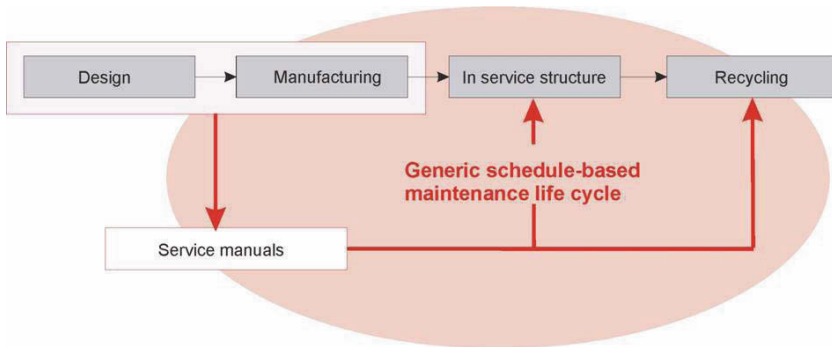 Design
Manufacturing
In service structure
Recycling
Generic schedule-based
maintenance life cycle
Service manuals